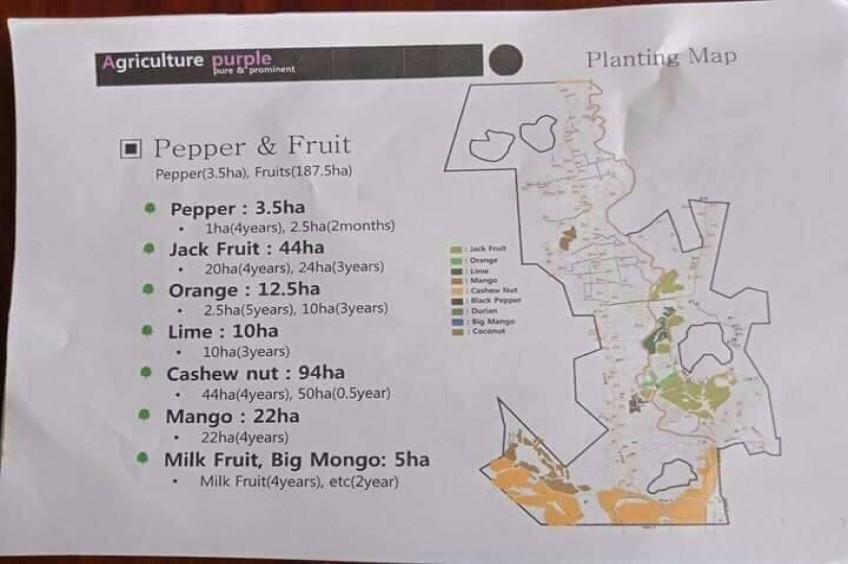 Agriculture purple
pure & prominent
Planting Map
Pepper & Fruit
Pepper(3.5ha), Fruits(187.5ha)
Pepper : 3.5ha
• 1ha(4years), 2.5ha(2months)
Jack Fruit : 44ha
• 20ha(4years), 24ha(3years)
Orange : 12.5ha
• 2.5ha(5years), 10ha(3years)
Lime : 10ha
• 10ha(3years)
Cashew nut : 94ha
• 44ha(4years), 50ha(0.5year)
Mango : 22ha
• 22ha(4years)
Milk Fruit, Big Mongo: 5ha
• Milk Fruit(4years), etc(2year)
: Jack Fruit
: Orange
: Lime
: Mango
: Cashew Nut
: Black Pepper
: Durian
: Big Mango
: Coconut